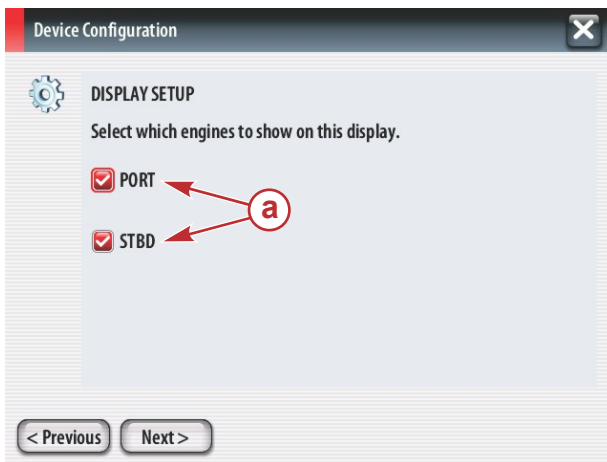 Device Configuration
DISPLAY SETUP
Select which engines to show on this display.
PORT
a
STBD
< Previous Next >